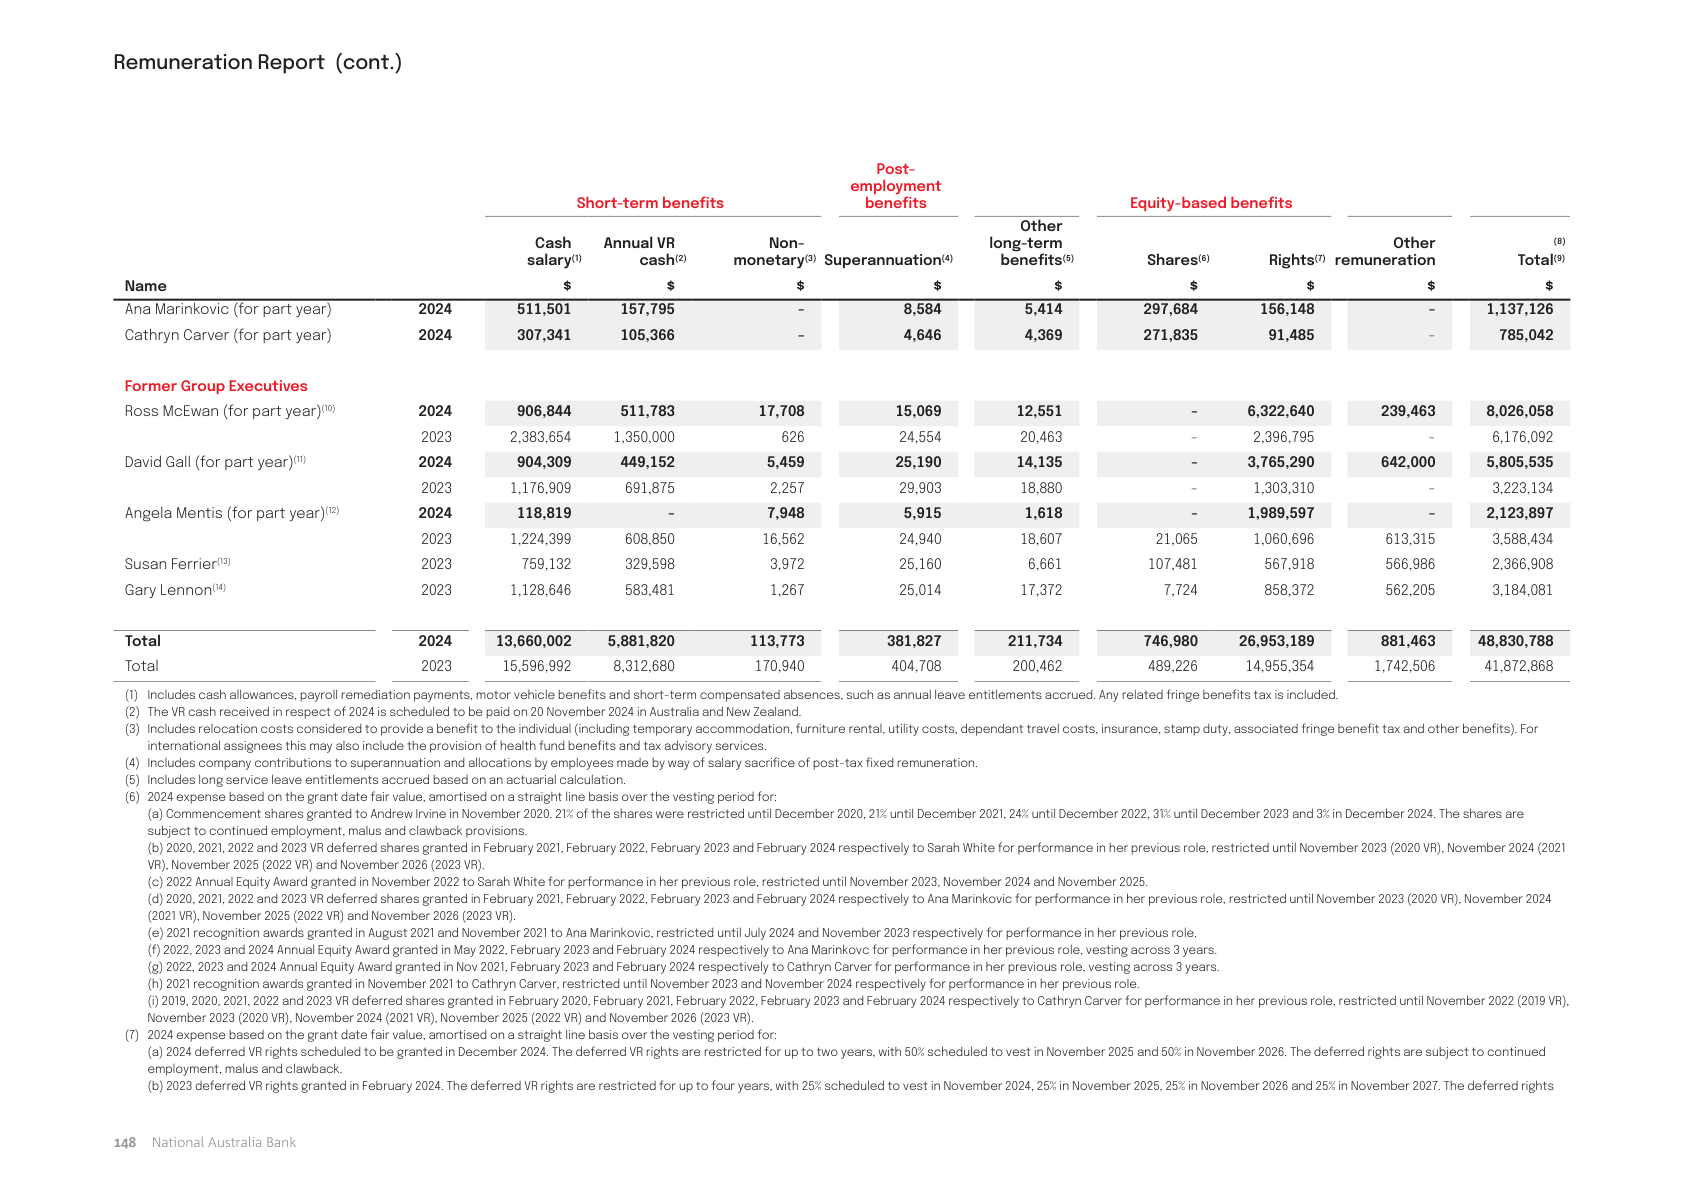 Remuneration Report (cont.)
Post-
employment
Short-term benefits benefits Equity-based benefits
Other
Cash Annual VR Non- long-term Other (8)
salary(1) cash(2) monetary(3) Superannuation(4) benefits(5) Shares(6) Rights(7) remuneration Total(9)
Name $ $ $ $ $ $ $ $ $
Ana Marinkovic (for part year) 2024 511,501 157,795 – 8,584 5,414 297,684 156,148 – 1,137,126
Cathryn Carver (for part year) 2024 307,341 105,366 – 4,646 4,369 271,835 91,485 – 785,042
Former Group Executives
Ross McEwan (for part year)(10) 2024 906,844 511,783 17,708 15,069 12,551 – 6,322,640 239,463 8,026,058
2023 2,383,654 1,350,000 626 24,554 20,463 – 2,396,795 – 6,176,092
David Gall (for part year)(11) 2024 904,309 449,152 5,459 25,190 14,135 – 3,765,290 642,000 5,805,535
2023 1,176,909 691,875 2,257 29,903 18,880 – 1,303,310 – 3,223,134
Angela Mentis (for part year)(12) 2024 118,819 – 7,948 5,915 1,618 – 1,989,597 – 2,123,897
2023 1,224,399 608,850 16,562 24,940 18,607 21,065 1,060,696 613,315 3,588,434
Susan Ferrier(13) 2023 759,132 329,598 3,972 25,160 6,661 107,481 567,918 566,986 2,366,908
Gary Lennon(14) 2023 1,128,646 583,481 1,267 25,014 17,372 7,724 858,372 562,205 3,184,081
Total 2024 13,660,002 5,881,820 113,773 381,827 211,734 746,980 26,953,189 881,463 48,830,788
Total 2023 15,596,992 8,312,680 170,940 404,708 200,462 489,226 14,955,354 1,742,506 41,872,868
(1) Includes cash allowances, payroll remediation payments, motor vehicle benefits and short-term compensated absences, such as annual leave entitlements accrued. Any related fringe benefits tax is included.
(2) The VR cash received in respect of 2024 is scheduled to be paid on 20 November 2024 in Australia and New Zealand.
(3) Includes relocation costs considered to provide a benefit to the individual (including temporary accommodation, furniture rental, utility costs, dependant travel costs, insurance, stamp duty, associated fringe benefit tax and other benefits). For
international assignees this may also include the provision of health fund benefits and tax advisory services.
(4) Includes company contributions to superannuation and allocations by employees made by way of salary sacrifice of post-tax fixed remuneration.
(5) Includes long service leave entitlements accrued based on an actuarial calculation.
(6) 2024 expense based on the grant date fair value, amortised on a straight line basis over the vesting period for:
(a) Commencement shares granted to Andrew Irvine in November 2020. 21% of the shares were restricted until December 2020, 21% until December 2021, 24% until December 2022, 31% until December 2023 and 3% in December 2024. The shares are
subject to continued employment, malus and clawback provisions.
(b) 2020, 2021, 2022 and 2023 VR deferred shares granted in February 2021, February 2022, February 2023 and February 2024 respectively to Sarah White for performance in her previous role, restricted until November 2023 (2020 VR), November 2024 (2021
VR), November 2025 (2022 VR) and November 2026 (2023 VR).
(c) 2022 Annual Equity Award granted in November 2022 to Sarah White for performance in her previous role, restricted until November 2023, November 2024 and November 2025.
(d) 2020, 2021, 2022 and 2023 VR deferred shares granted in February 2021, February 2022, February 2023 and February 2024 respectively to Ana Marinkovic for performance in her previous role, restricted until November 2023 (2020 VR), November 2024
(2021 VR), November 2025 (2022 VR) and November 2026 (2023 VR).
(e) 2021 recognition awards granted in August 2021 and November 2021 to Ana Marinkovic, restricted until July 2024 and November 2023 respectively for performance in her previous role.
(f) 2022, 2023 and 2024 Annual Equity Award granted in May 2022, February 2023 and February 2024 respectively to Ana Marinkovc for performance in her previous role, vesting across 3 years.
(g) 2022, 2023 and 2024 Annual Equity Award granted in Nov 2021, February 2023 and February 2024 respectively to Cathryn Carver for performance in her previous role, vesting across 3 years.
(h) 2021 recognition awards granted in November 2021 to Cathryn Carver, restricted until November 2023 and November 2024 respectively for performance in her previous role.
(i) 2019, 2020, 2021, 2022 and 2023 VR deferred shares granted in February 2020, February 2021, February 2022, February 2023 and February 2024 respectively to Cathryn Carver for performance in her previous role, restricted until November 2022 (2019 VR),
November 2023 (2020 VR), November 2024 (2021 VR), November 2025 (2022 VR) and November 2026 (2023 VR).
(7) 2024 expense based on the grant date fair value, amortised on a straight line basis over the vesting period for:
(a) 2024 deferred VR rights scheduled to be granted in December 2024. The deferred VR rights are restricted for up to two years, with 50% scheduled to vest in November 2025 and 50% in November 2026. The deferred rights are subject to continued
employment, malus and clawback.
(b) 2023 deferred VR rights granted in February 2024. The deferred VR rights are restricted for up to four years, with 25% scheduled to vest in November 2024, 25% in November 2025, 25% in November 2026 and 25% in November 2027. The deferred rights
148 National Australia Bank